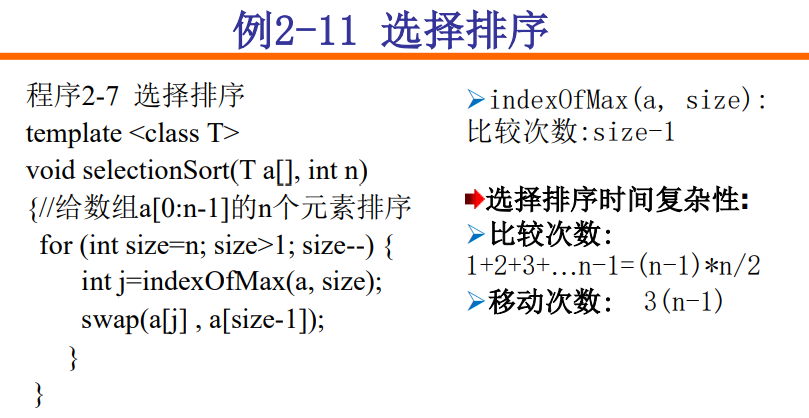 例2-11 选择排序
程序2-7 选择排序
template <class T>
void selectionSort(T a[], int n)
{//给数组a[0:n-1]的n个元素排序
for (int size=n; size>1; size--) {
int j=indexOfMax(a, size);
swap(a[j] , a[size-1]);
}
}
➢indexOfMax(a, size):
比较次数:size-1
选择排序时间复杂性:
➢比较次数:
1+2+3+…n-1=(n-1)*n/2
➢移动次数: 3(n-1)